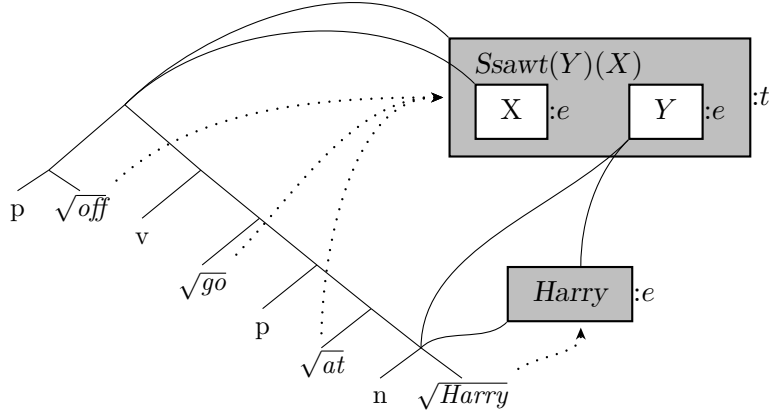 Ssawt(Y)(X)
X :e Y :e :t
p √off
v
√go
p
Harry :e
√at
n √Harry